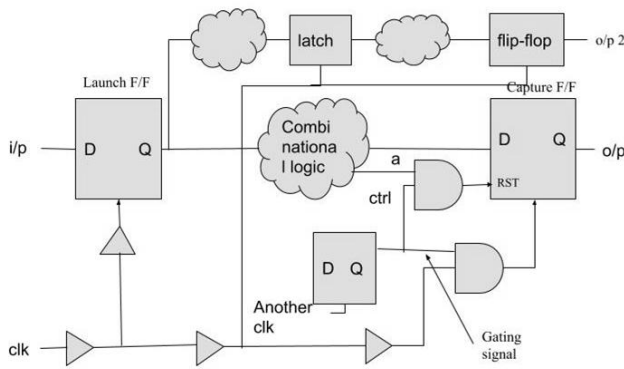 latch
flip-flop
o/p 2
Launch F/F
Capture F/F
i/p
D
Q
Combi
nationa
l logic
D
Q
o/p
a
ctrl
RST
D
Q
Another
clk
Gating
signal
clk